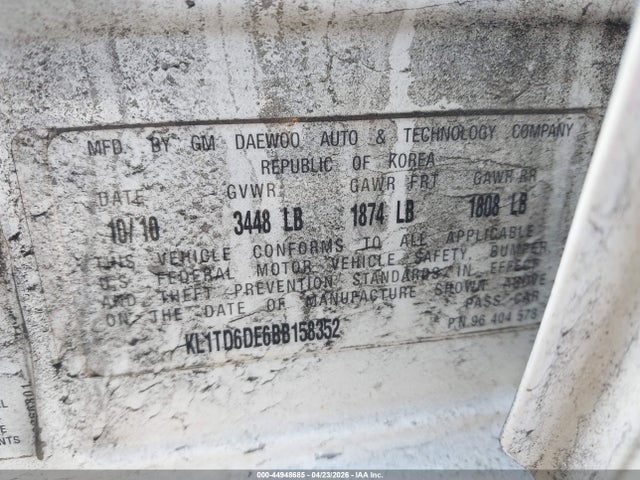 MFD. BY GM DAEWOO AUTO & TECHNOLOGY COMPANY
REPUBLIC OF KOREA
DATE GVWR GAWR FRT GAWR RR
10/10 3448 LB 1874 LB 1808 LB
THIS VEHICLE CONFORMS TO ALL APPLICABLE
U.S. FEDERAL MOTOR VEHICLE SAFETY, BUMPER,
AND THEFT PREVENTION STANDARDS IN EFFECT
ON THE DATE OF MANUFACTURE SHOWN ABOVE
PASS CAR
KL1TD6DE6BB158352
P.N. 96 404 578
000-44948685 - 04/23/2026 - IAA Inc.